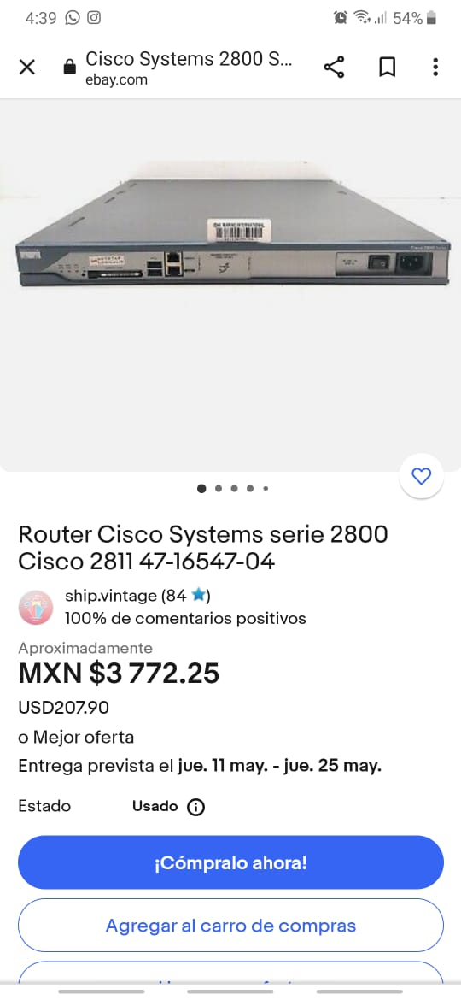 4:39 54%
Cisco Systems 2800 S...
ebay.com
Router Cisco Systems serie 2800
Cisco 2811 47-16547-04
ship.vintage (84 )
100% de comentarios positivos
Aproximadamente
MXN $3 772.25
USD207.90
o Mejor oferta
Entrega prevista el jue. 11 may. - jue. 25 may.
Estado Usado
¡Cómpralo ahora!
Agregar al carro de compras